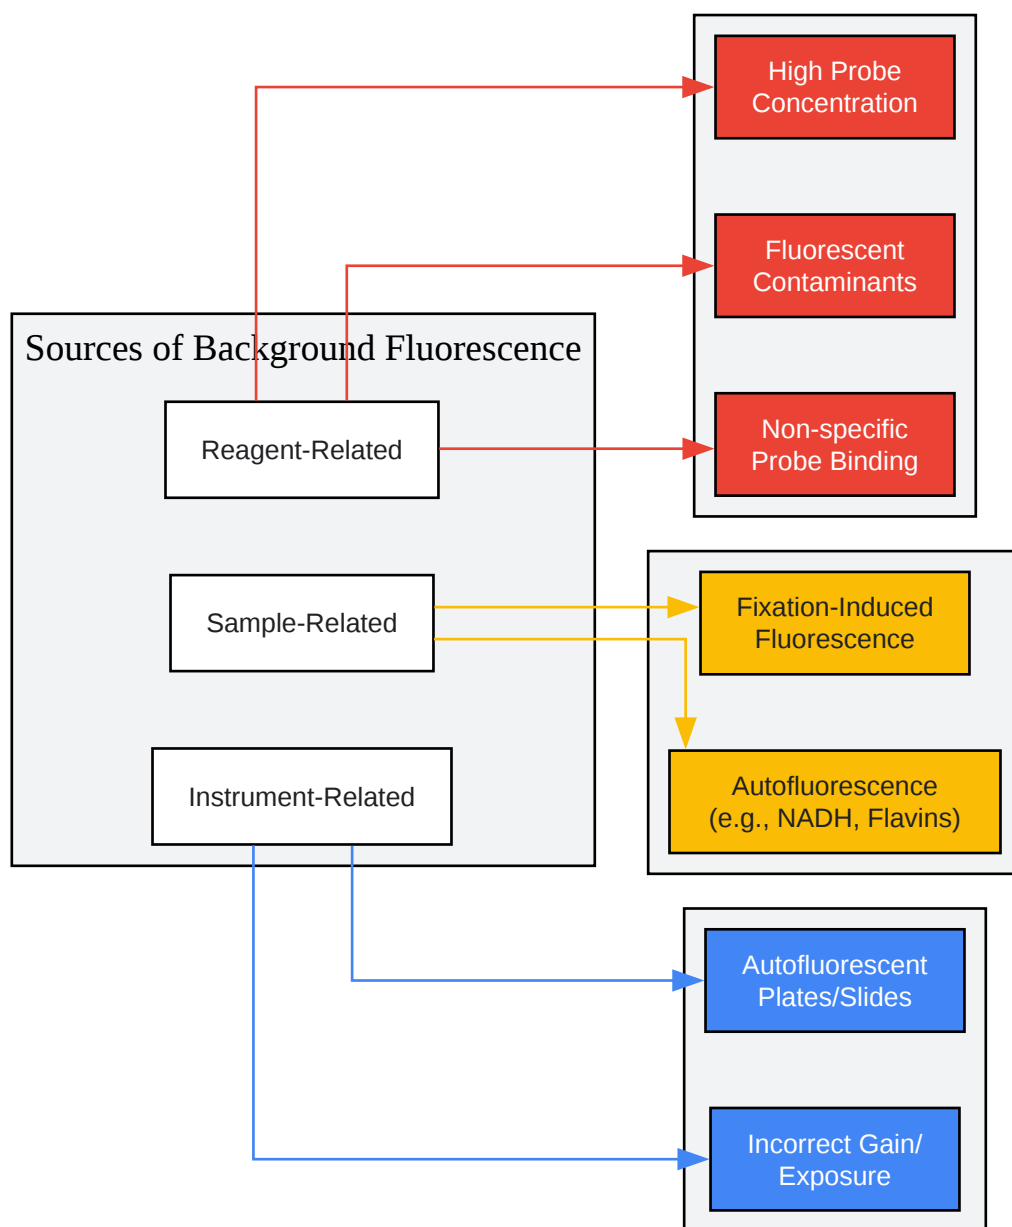 High Probe
Concentration
Fluorescent
Contaminants
Sources of Background Fluorescence
Reagent-Related
Non-specific
Probe Binding
Sample-Related
Fixation-Induced
Fluorescence
Instrument-Related
Autofluorescence
(e.g., NADH, Flavins)
Autofluorescent
Plates/Slides
Incorrect Gain/
Exposure